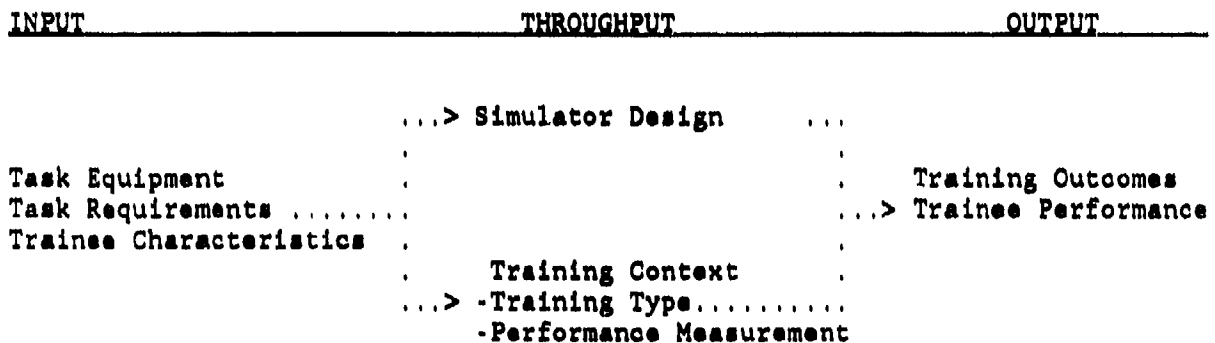 INPUT THROUGHPUT OUTPUT
...> Simulator Design ...
Task Equipment . . Training Outcomes
Task Requirements ........ ...> Trainee Performance
Trainee Characteristics . .
. Training Context .
...> -Training Type..........
-Performance Measurement